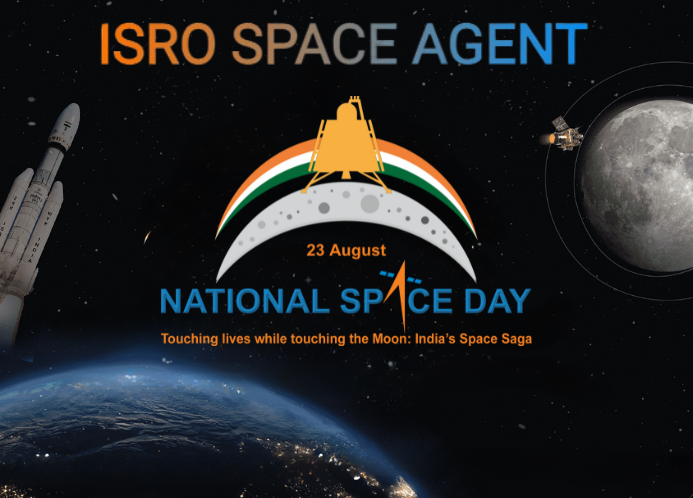 ISRO SPACE AGENT
23 August
NATIONAL SPACE DAY
Touching lives while touching the Moon: India's Space Saga